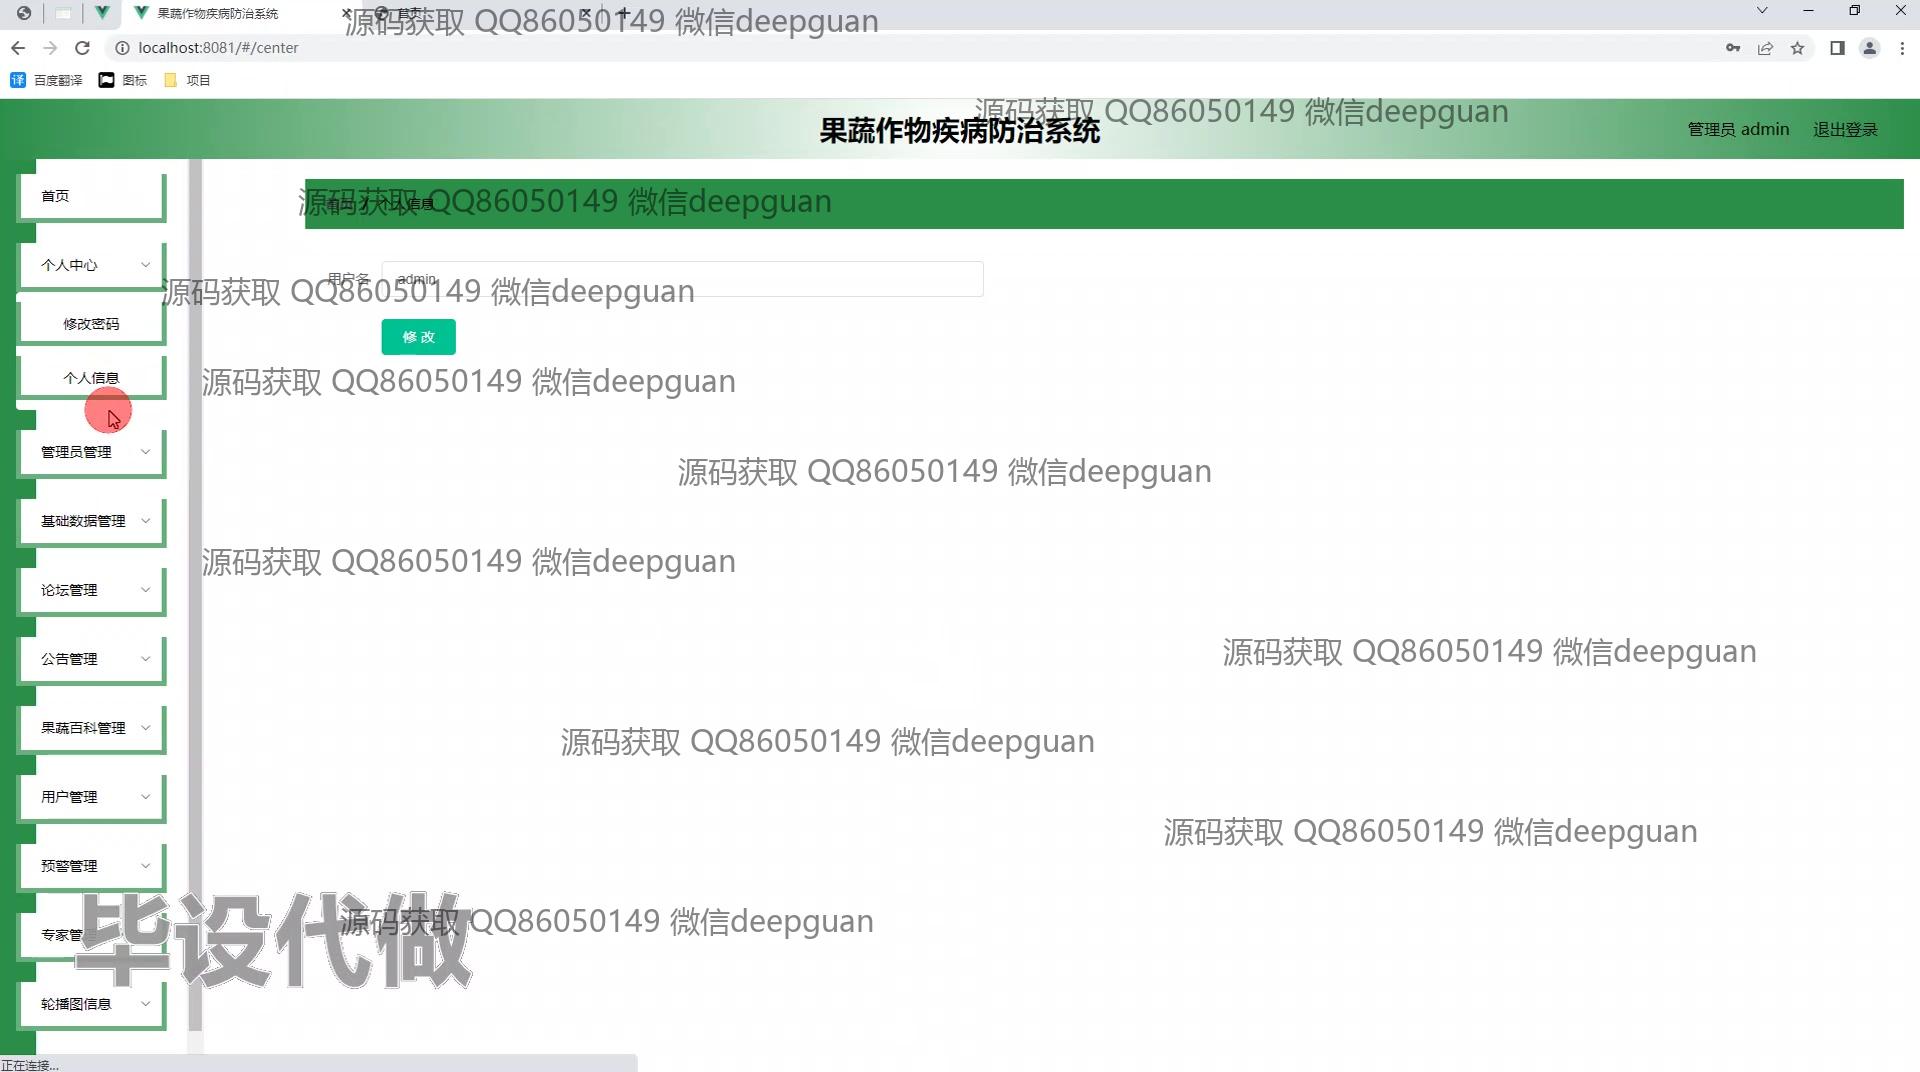 果蔬作物疾病防治系统
首页
源码获取 QQ86050149 微信deepguan
localhost:8081/#/center
百度翻译
图标
项目
源码获取 QQ86050149 微信deepguan
果蔬作物疾病防治系统
管理员 admin
退出登录
首页
源码获取 QQ86050149 微信deepguan
个人信息
个人中心
用户名
admin
源码获取 QQ86050149 微信deepguan
修改密码
修 改
个人信息
源码获取 QQ86050149 微信deepguan
管理员管理
源码获取 QQ86050149 微信deepguan
基础数据管理
源码获取 QQ86050149 微信deepguan
论坛管理
公告管理
源码获取 QQ86050149 微信deepguan
果蔬百科管理
源码获取 QQ86050149 微信deepguan
用户管理
源码获取 QQ86050149 微信deepguan
预警管理
专家管理
毕设代做
源码获取 QQ86050149 微信deepguan
轮播图信息
正在连接...